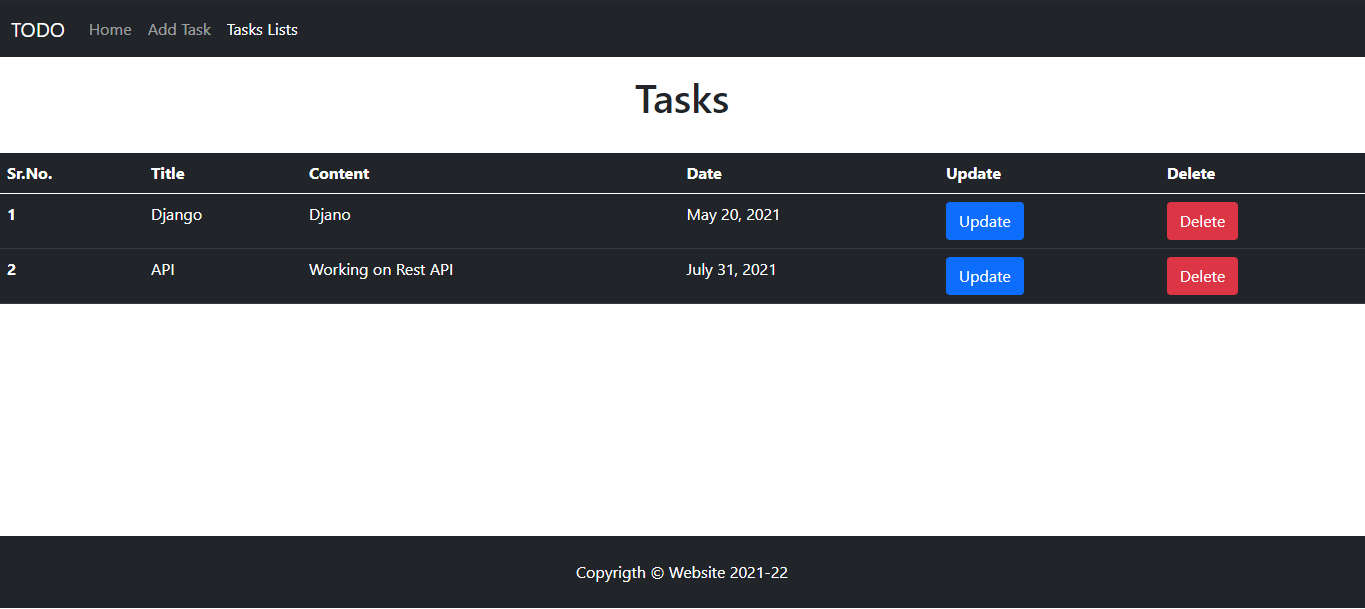 TODO Home Add Task Tasks Lists
Tasks
Sr.No. Title Content Date Update Delete
1 Django Djano May 20, 2021 Update Delete
2 API Working on Rest API July 31, 2021 Update Delete
Copyrigth © Website 2021-22